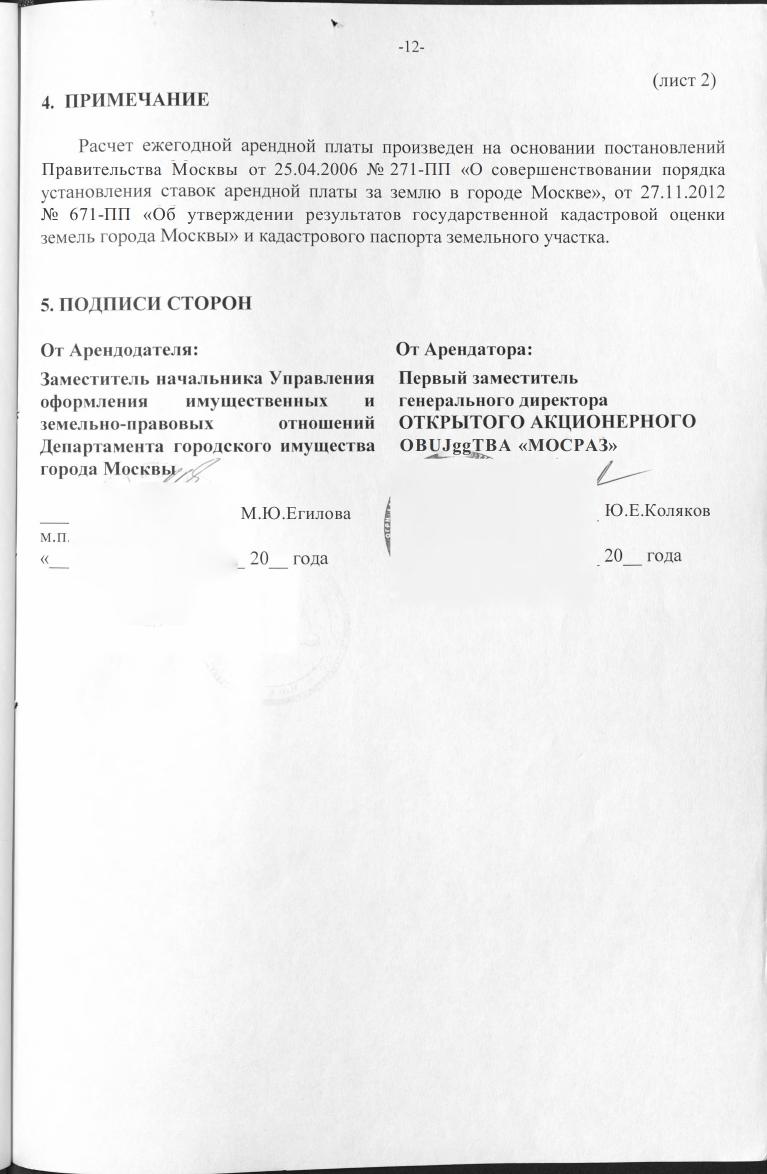 -12-
(лист 2)
4. ПРИМЕЧАНИЕ
Расчет ежегодной арендной платы произведен на основании постановлений
Правительства Москвы от 25.04.2006 № 271-ПП «О совершенствовании порядка
установления ставок арендной платы за землю в городе Москве», от 27.11.2012
№ 671-ПП «Об утверждении результатов государственной кадастровой оценки
земель города Москвы» и кадастрового паспорта земельного участка.
5. ПОДПИСИ СТОРОН
От Арендодателя:
Заместитель начальника Управления
оформления имущественных и
земельно-правовых отношений
Департамента городского имущества
города Москвы
М.Ю.Егилова
М.П.
«__ _ 20__ года
От Арендатора:
Первый заместитель
генерального директора
ОТКРЫТОГО АКЦИОНЕРНОГО
OBUJggTBA «МОСРАЗ»
Ю.Е.Коляков
20__ года